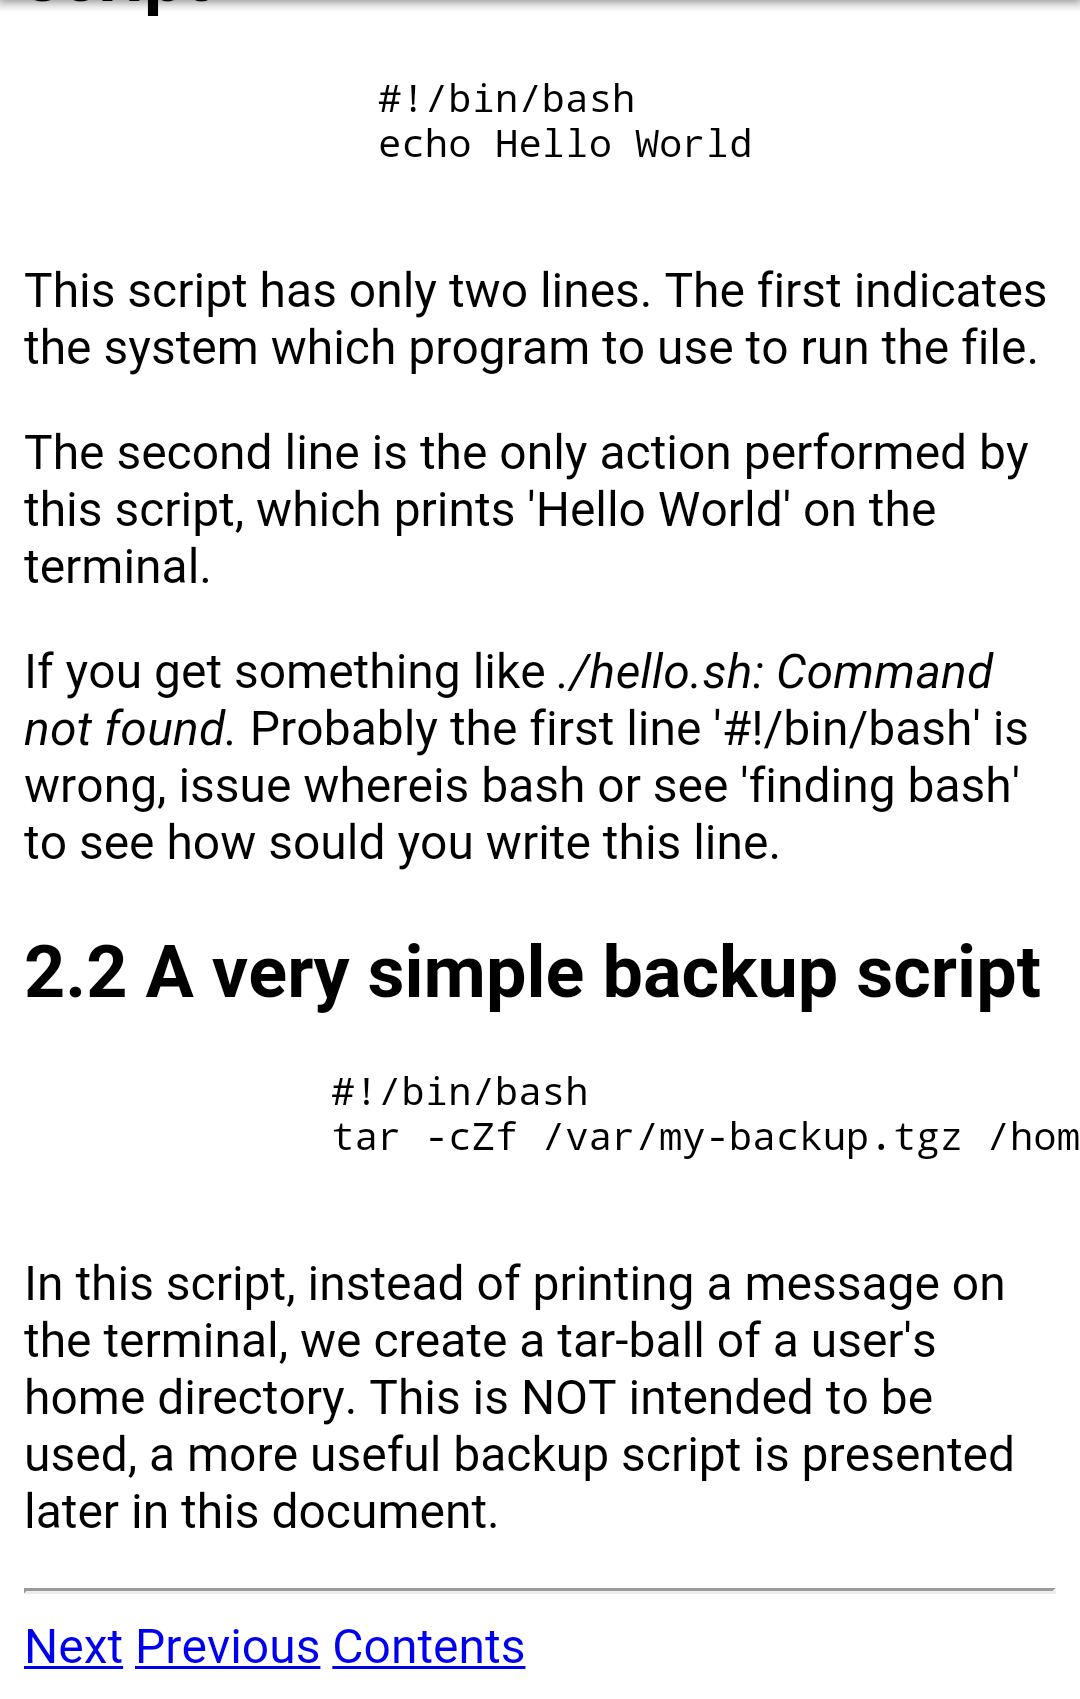 #!/bin/bash
echo Hello World
This script has only two lines. The first indicates
the system which program to use to run the file.
The second line is the only action performed by
this script, which prints 'Hello World' on the
terminal.
If you get something like ./hello.sh: Command
not found. Probably the first line '#!/bin/bash' is
wrong, issue whereis bash or see 'finding bash'
to see how sould you write this line.
2.2 A very simple backup script
#!/bin/bash
tar -cZf /var/my-backup.tgz /hom
In this script, instead of printing a message on
the terminal, we create a tar-ball of a user's
home directory. This is NOT intended to be
used, a more useful backup script is presented
later in this document.
Next Previous Contents